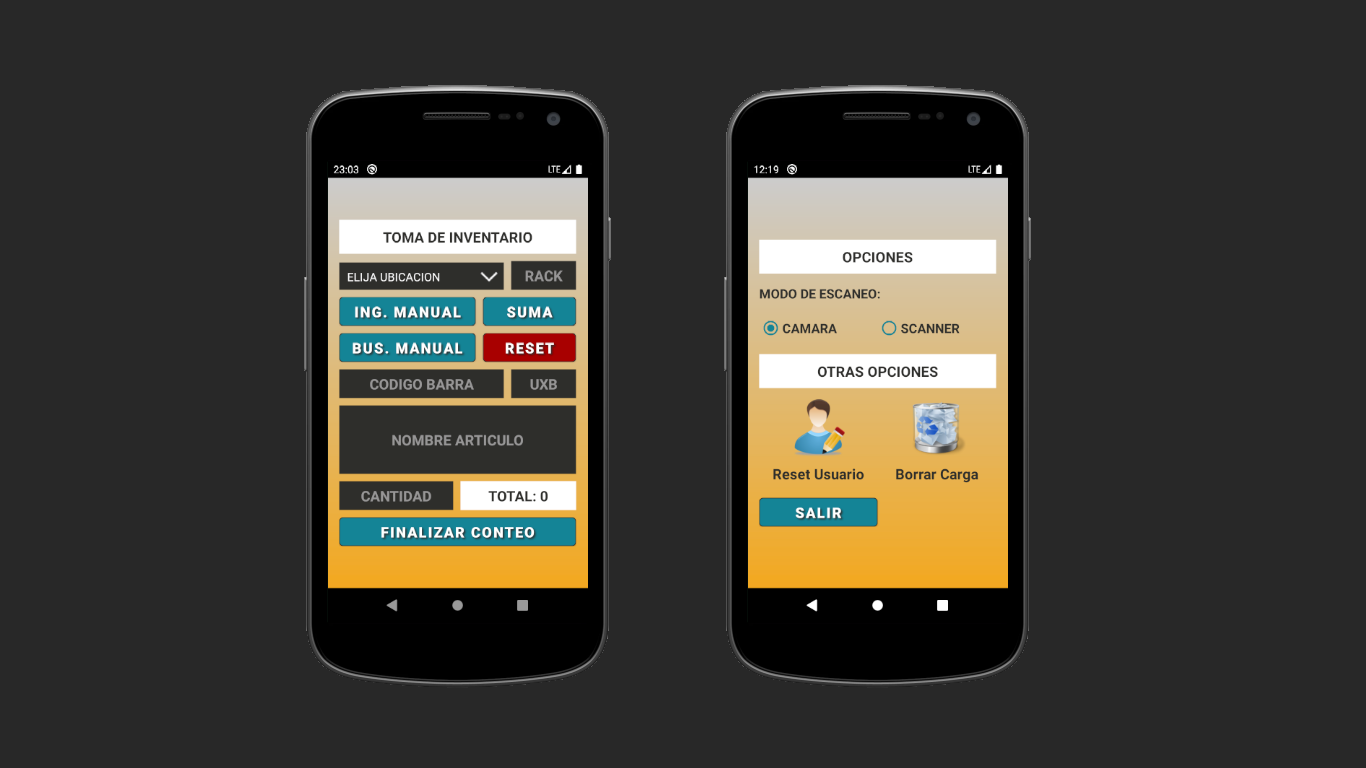 23:03
LTE
TOMA DE INVENTARIO
ELIJA UBICACION
RACK
ING. MANUAL
SUMA
BUS. MANUAL
RESET
CODIGO BARRA
UXB
NOMBRE ARTICULO
CANTIDAD
TOTAL: 0
FINALIZAR CONTEO
12:19
LTE
OPCIONES
MODO DE ESCANEO:
CAMARA
SCANNER
OTRAS OPCIONES
Reset Usuario
Borrar Carga
SALIR